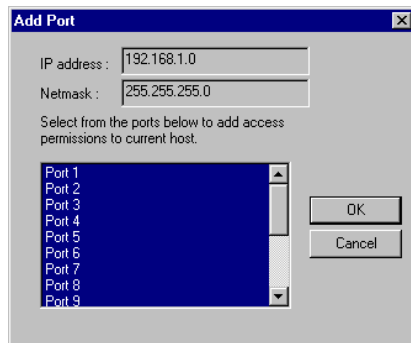 Add Port
IP address : 192.168.1.0
Netmask : 255.255.255.0
Select from the ports below to add access
permissions to current host.
Port 1
Port 2
Port 3
Port 4
Port 5
Port 6
Port 7
Port 8
Port 9
OK
Cancel